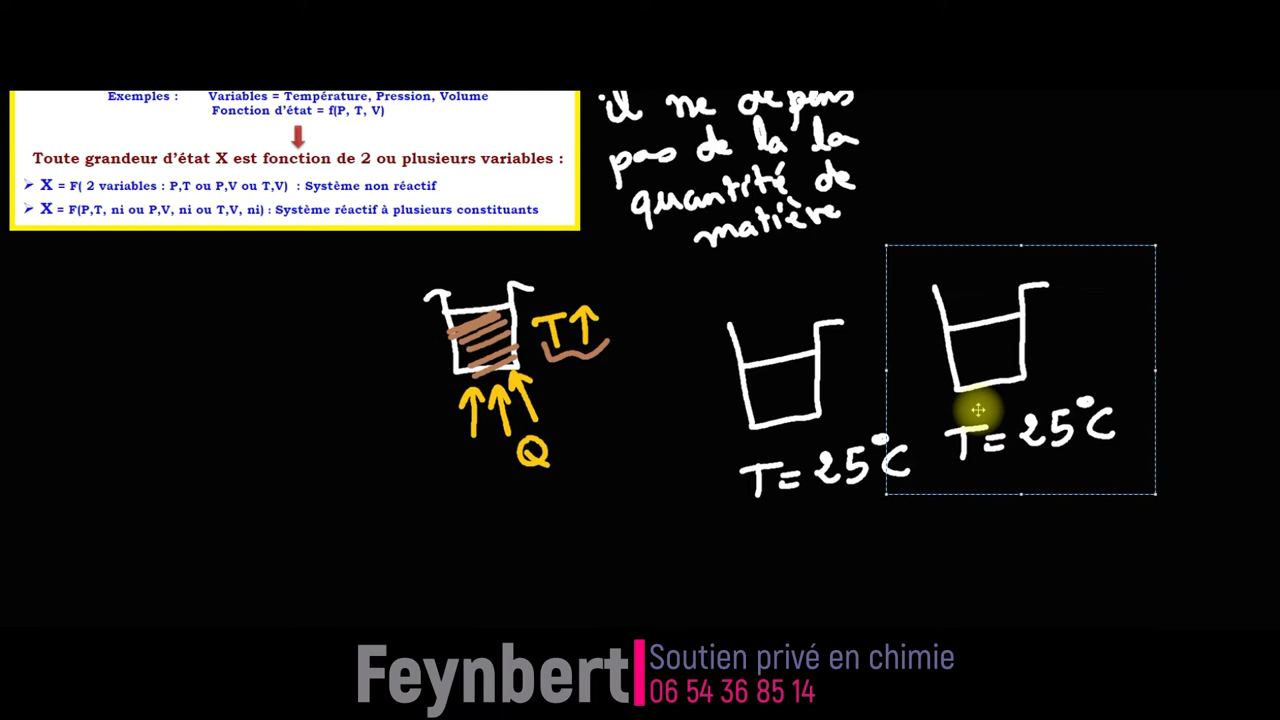 Exemples : Variables = Température, Pression, Volume
Fonction d'état = f(P, T, V)
Toute grandeur d'état X est fonction de 2 ou plusieurs variables :
➢ X = F( 2 variables : P,T ou P,V ou T,V) : Système non réactif
➢ X = F(P,T, ni ou P,V, ni ou T,V, ni) : Système réactif à plusieurs constituants
il ne dépens
pas de la la
quantité de
matière
T↑
Q
T = 25°C
T = 25°C
Feynbert
Soutien privé en chimie
06 54 36 85 14